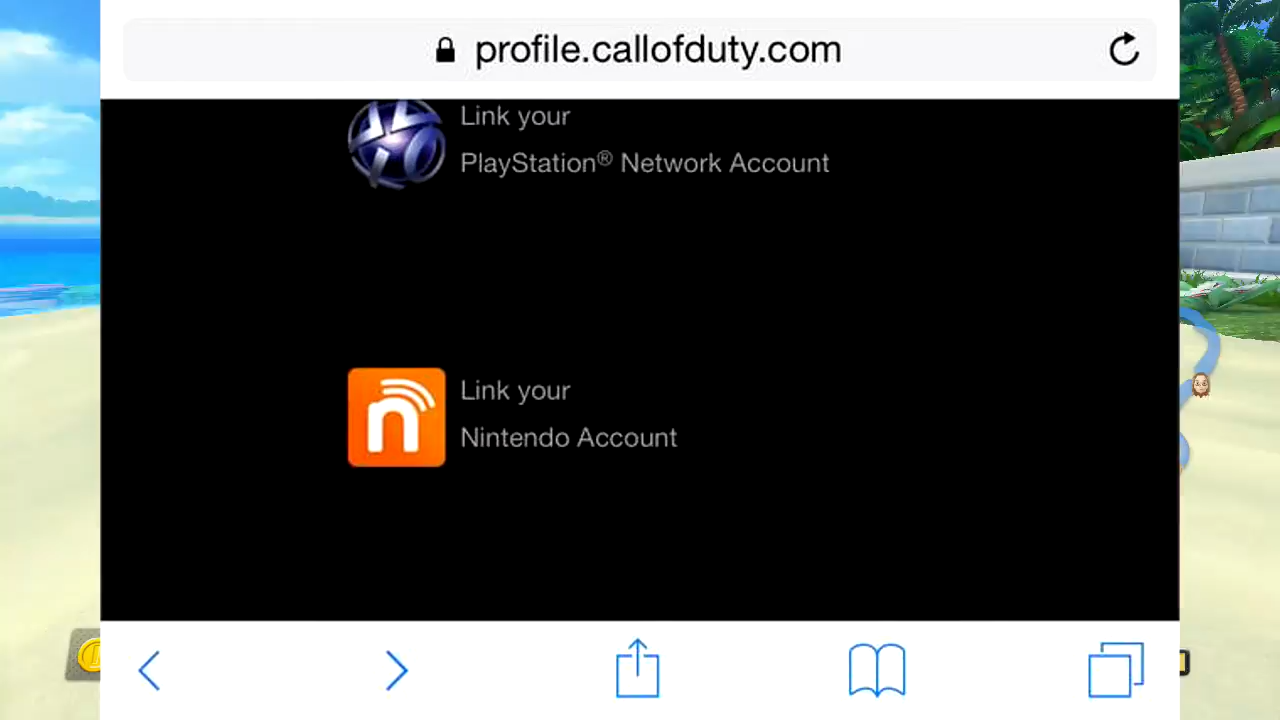 profile.callofduty.com
Link your
PlayStation® Network Account
Link your
Nintendo Account